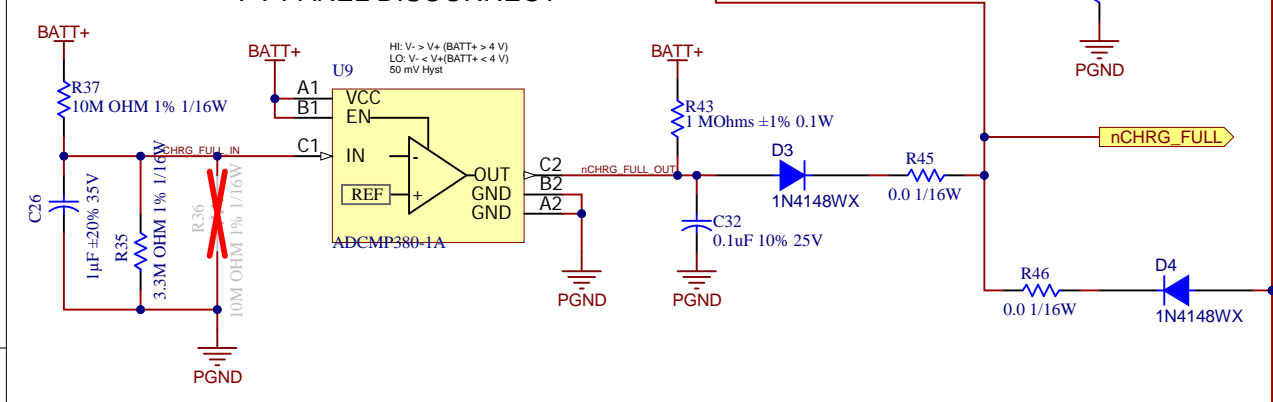 PV PANEL DISCONNECT
BATT+
R37
10M OHM 1% 1/16W
C26
1µF ±20% 35V
R35
3.3M OHM 1% 1/16W
R36
10M OHM 1% 1/16W
nCHRG_FULL_IN
PGND
BATT+
U9
HI: V- > V+ (BATT+ > 4 V)
LO: V- < V+(BATT+ < 4 V)
50 mV Hyst
A1
B1
C1
VCC
EN
IN
-
REF
+
OUT
GND
GND
C2
B2
A2
ADCMP380-1A
PGND
nCHRG_FULL_OUT
BATT+
R43
1 MOhms ±1% 0.1W
C32
0.1uF 10% 25V
PGND
D3
1N4148WX
R45
0.0 1/16W
PGND
nCHRG_FULL
R46
0.0 1/16W
D4
1N4148WX